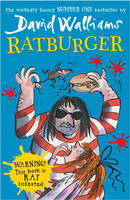 The wickedly funny NUMBER ONE bestseller by
David Walliams
RATBURGER
WARNING!
This book is
RAT
infested